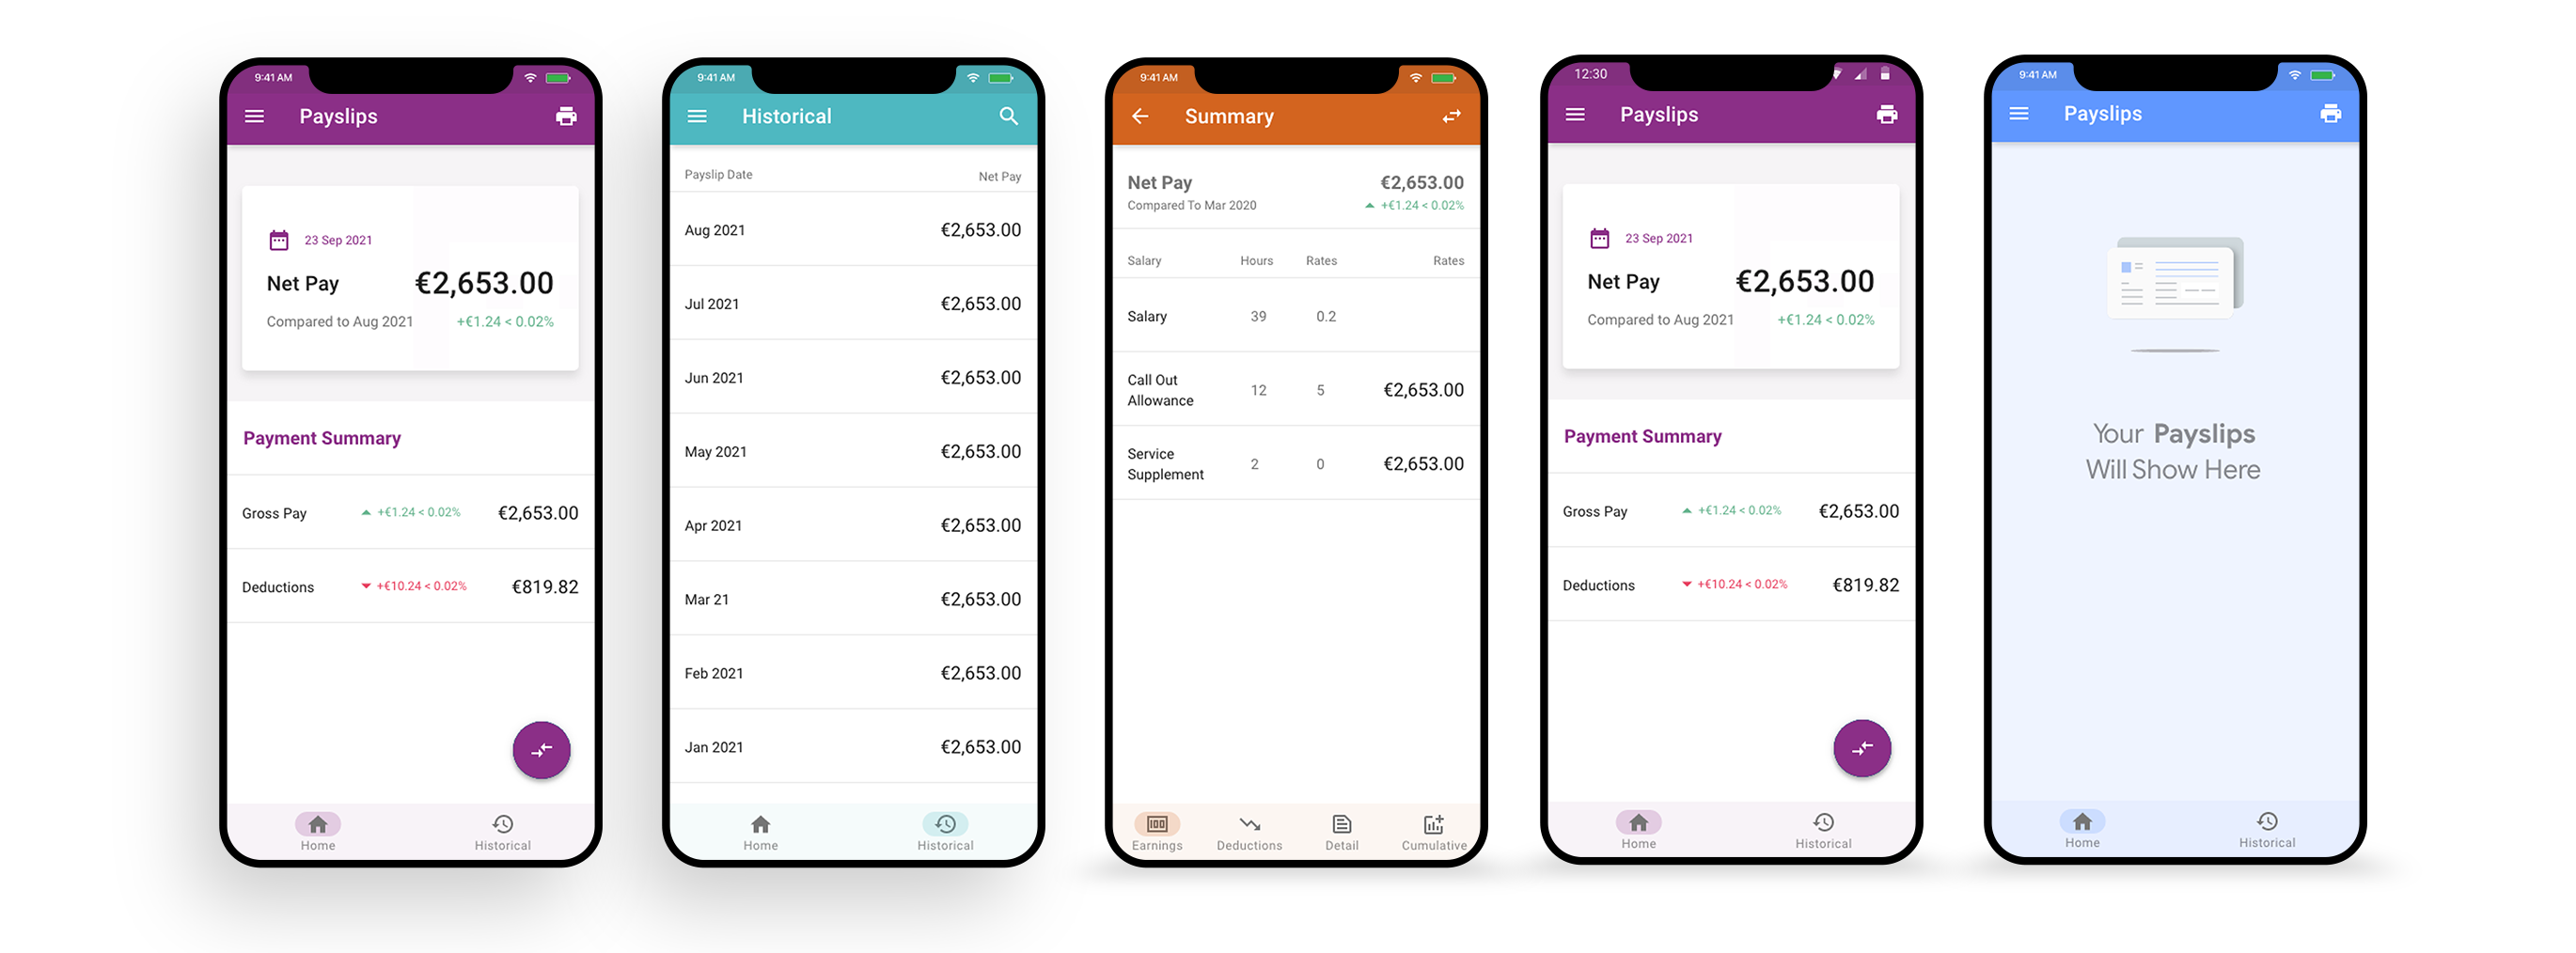 9:41 AM
Payslips
23 Sep 2021
Net Pay €2,653.00
Compared to Aug 2021 +€1.24 < 0.02%
Payment Summary
Gross Pay +€1.24 < 0.02% €2,653.00
Deductions +€10.24 < 0.02% €819.82
Home Historical
9:41 AM
Historical
Payslip Date Net Pay
Aug 2021 €2,653.00
Jul 2021 €2,653.00
Jun 2021 €2,653.00
May 2021 €2,653.00
Apr 2021 €2,653.00
Mar 21 €2,653.00
Feb 2021 €2,653.00
Jan 2021 €2,653.00
Home Historical
9:41 AM
Summary
Net Pay €2,653.00
Compared To Mar 2020 +€1.24 < 0.02%
Salary Hours Rates Rates
Salary 39 0.2
Call Out
Allowance 12 5 €2,653.00
Service
Supplement 2 0 €2,653.00
100
Earnings Deductions Detail Cumulative
12:30
Payslips
23 Sep 2021
Net Pay €2,653.00
Compared to Aug 2021 +€1.24 < 0.02%
Payment Summary
Gross Pay +€1.24 < 0.02% €2,653.00
Deductions +€10.24 < 0.02% €819.82
Home Historical
9:41 AM
Payslips
Your Payslips
Will Show Here
Home Historical